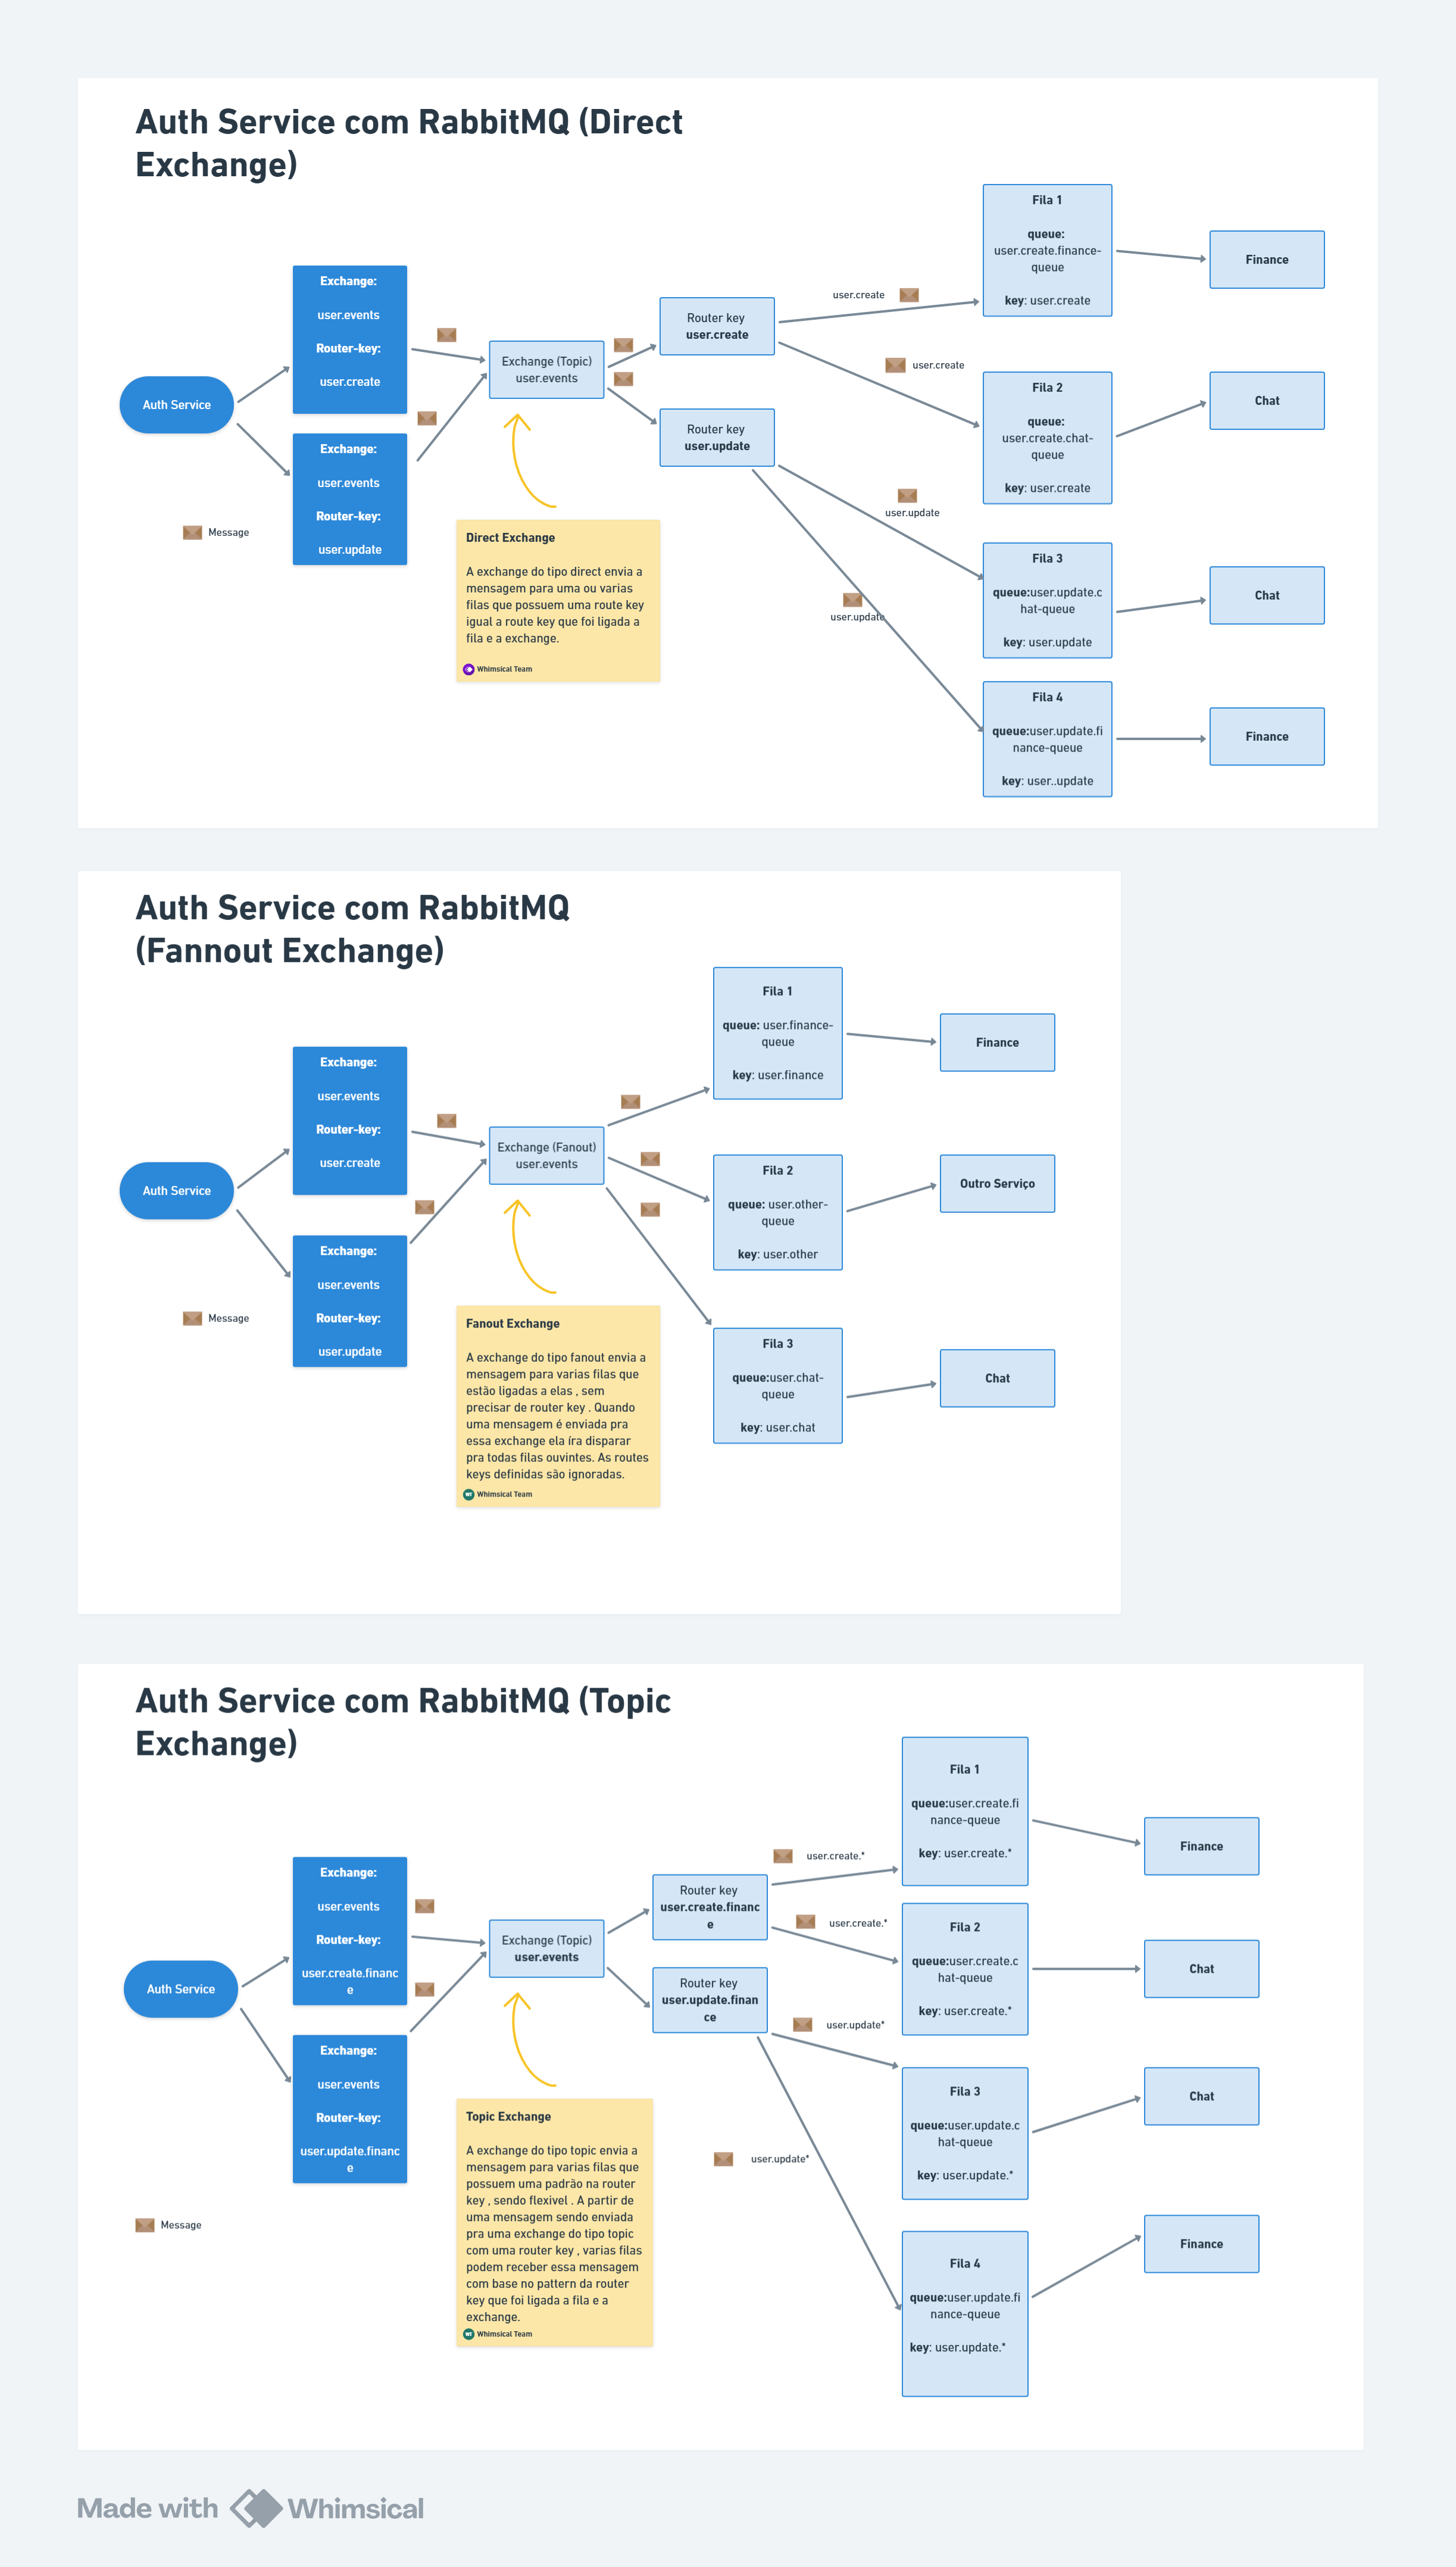 Auth Service com RabbitMQ (Direct
Exchange)
Auth Service
Exchange:
user.events
Router-key:
user.create
Exchange:
user.events
Router-key:
user.update
Message
Exchange (Topic)
user.events
Direct Exchange
A exchange do tipo direct envia a
mensagem para uma ou varias
filas que possuem uma route key
igual a route key que foi ligada a
fila e a exchange.
Whimsical Team
Router key
user.create
Router key
user.update
user.create
user.create
user.update
user.update
Fila 1
queue:
user.create.finance-
queue
key: user.create
Finance
Fila 2
queue:
user.create.chat-
queue
key: user.create
Chat
Fila 3
queue:user.update.c
hat-queue
key: user.update
Chat
Fila 4
queue:user.update.fi
nance-queue
key: user..update
Finance
Auth Service com RabbitMQ
(Fannout Exchange)
Auth Service
Exchange:
user.events
Router-key:
user.create
Exchange:
user.events
Router-key:
user.update
Message
Exchange (Fanout)
user.events
Fanout Exchange
A exchange do tipo fanout envia a
mensagem para varias filas que
estão ligadas a elas , sem
precisar de router key . Quando
uma mensagem é enviada pra
essa exchange ela íra disparar
pra todas filas ouvintes. As routes
keys definidas são ignoradas.
WT Whimsical Team
Fila 1
queue: user.finance-
queue
key: user.finance
Finance
Fila 2
queue: user.other-
queue
key: user.other
Outro Serviço
Fila 3
queue:user.chat-
queue
key: user.chat
Chat
Auth Service com RabbitMQ (Topic
Exchange)
Auth Service
Exchange:
user.events
Router-key:
user.create.financ
e
Exchange:
user.events
Router-key:
user.update.financ
e
Message
Exchange (Topic)
user.events
Topic Exchange
A exchange do tipo topic envia a
mensagem para varias filas que
possuem uma padrão na router
key , sendo flexivel . A partir de
uma mensagem sendo enviada
pra uma exchange do tipo topic
com uma router key , varias filas
podem receber essa mensagem
com base no pattern da router
key que foi ligada a fila e a
exchange.
WT Whimsical Team
Router key
user.create.financ
e
Router key
user.update.finan
ce
user.create.*
user.create.*
user.update*
user.update*
Fila 1
queue:user.create.fi
nance-queue
key: user.create.*
Finance
Fila 2
queue:user.create.c
hat-queue
key: user.create.*
Chat
Fila 3
queue:user.update.c
hat-queue
key: user.update.*
Chat
Fila 4
queue:user.update.fi
nance-queue
key: user.update.*
Finance
Made with Whimsical